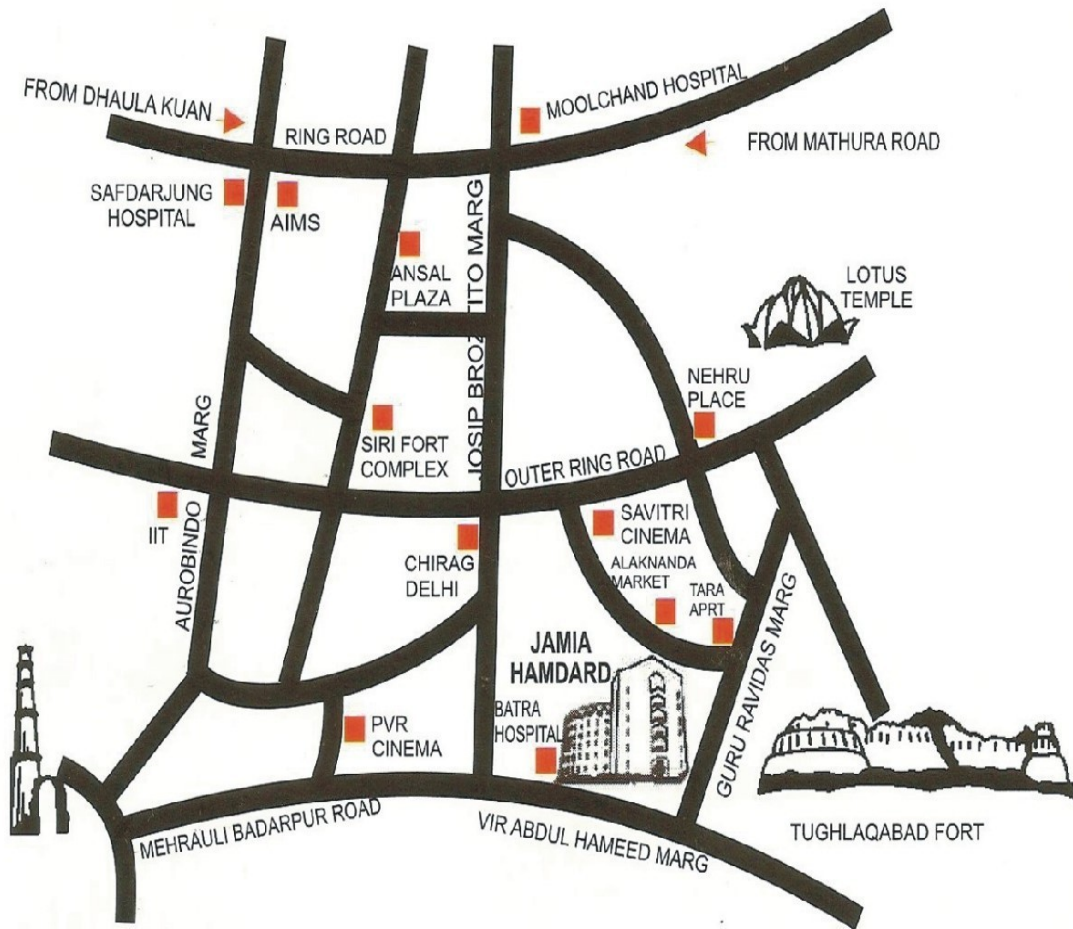 FROM DHAULA KUAN
RING ROAD
MOOLCHAND HOSPITAL
FROM MATHURA ROAD
SAFDARJUNG
HOSPITAL
AIMS
ANSAL
PLAZA
JOSIP BROZ TITO MARG
LOTUS
TEMPLE
NEHRU
PLACE
SIRI FORT
COMPLEX
OUTER RING ROAD
AUROBINDO MARG
IIT
CHIRAG
DELHI
SAVITRI
CINEMA
ALAKNANDA
MARKET
TARA
APRT
JAMIA
HAMDARD
BATRA
HOSPITAL
GURU RAVIDAS MARG
PVR
CINEMA
MEHRAULI BADARPUR ROAD
VIR ABDUL HAMEED MARG
TUGHLAQABAD FORT